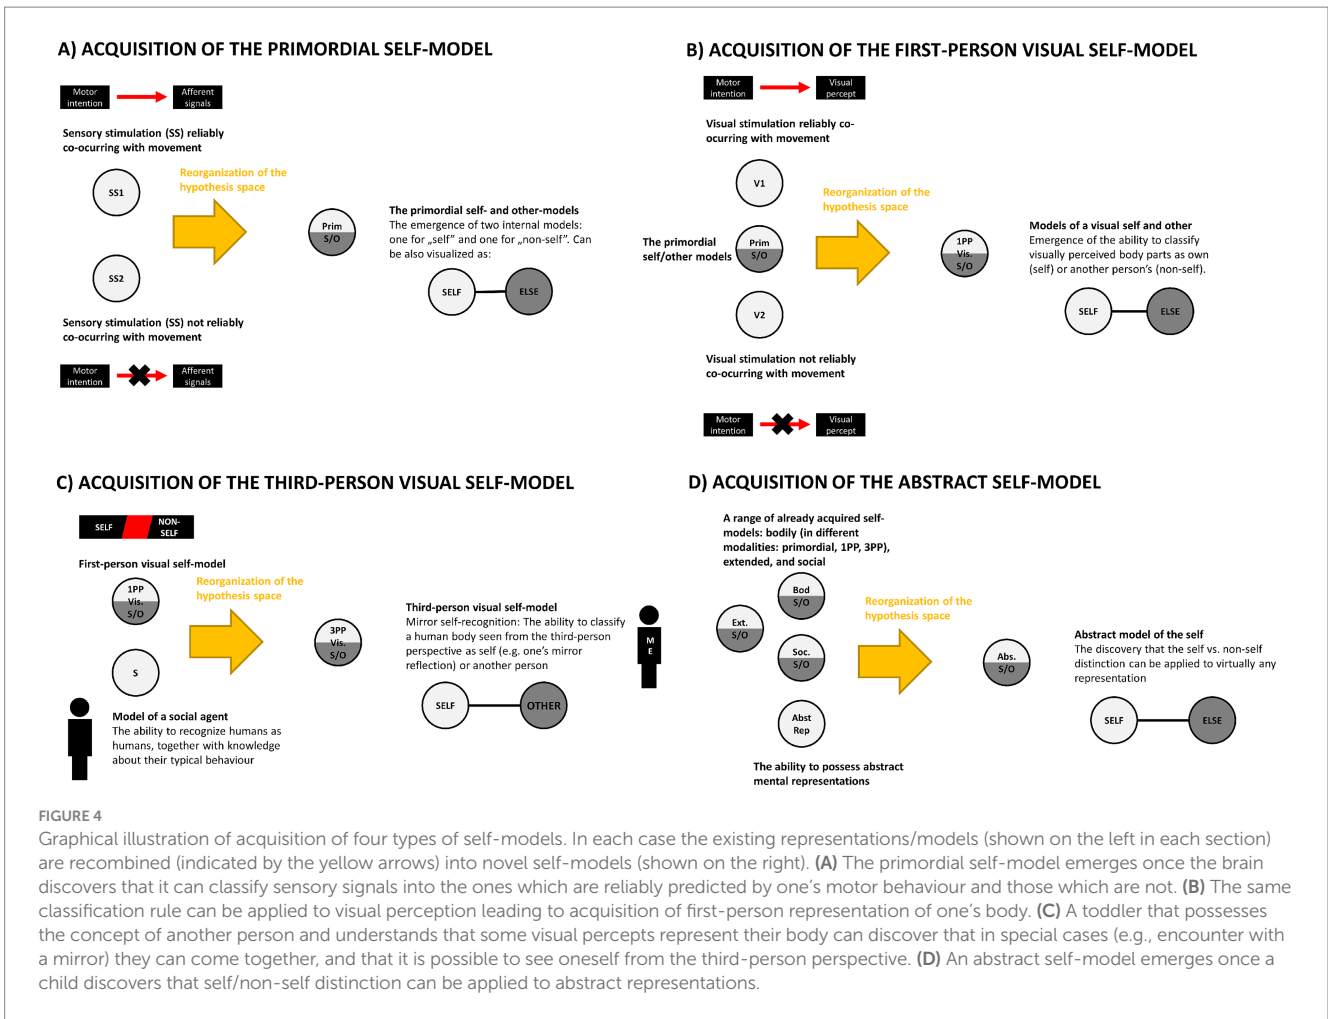 A) ACQUISITION OF THE PRIMORDIAL SELF-MODEL
Motor
intention
Afferent
signals
Sensory stimulation (SS) reliably
co-ocurring with movement
SS1
Reorganization of the
hypothesis space
SS2
Prim
S/O
The primordial self- and other-models
The emergence of two internal models:
one for „self” and one for „non-self”. Can
be also visualized as:
SELF
ELSE
Sensory stimulation (SS) not reliably
co-ocurring with movement
Motor
intention
Afferent
signals
B) ACQUISITION OF THE FIRST-PERSON VISUAL SELF-MODEL
Motor
intention
Visual
percept
Visual stimulation reliably co-
ocurring with movement
V1
Reorganization of the
hypothesis space
The primordial
self/other models
Prim
S/O
V2
1PP
Vis.
S/O
Models of a visual self and other
Emergence of the ability to classify
visually perceived body parts as own
(self) or another person’s (non-self).
SELF
ELSE
Visual stimulation not reliably
co-ocurring with movement
Motor
intention
Visual
percept
C) ACQUISITION OF THE THIRD-PERSON VISUAL SELF-MODEL
SELF
NON-
SELF
First-person visual self-model
1PP
Vis.
S/O
Reorganization of the
hypothesis space
S
3PP
Vis.
S/O
Third-person visual self-model
Mirror self-recognition: The ability to classify
a human body seen from the third-person
perspective as self (e.g. one’s mirror
reflection) or another person
M
E
SELF
OTHER
Model of a social agent
The ability to recognize humans as
humans, together with knowledge
about their typical behaviour
D) ACQUISITION OF THE ABSTRACT SELF-MODEL
A range of already acquired self-
models: bodily (in different
modalities: primordial, 1PP, 3PP),
extended, and social
Bod
S/O
Ext.
S/O
Soc.
S/O
Abst
Rep
Reorganization of the
hypothesis space
Abs.
S/O
Abstract model of the self
The discovery that the self vs. non-self
distinction can be applied to virtually any
representation
SELF
ELSE
The ability to possess abstract
mental representations
FIGURE 4
Graphical illustration of acquisition of four types of self-models. In each case the existing representations/models (shown on the left in each section)
are recombined (indicated by the yellow arrows) into novel self-models (shown on the right). (A) The primordial self-model emerges once the brain
discovers that it can classify sensory signals into the ones which are reliably predicted by one’s motor behaviour and those which are not. (B) The same
classification rule can be applied to visual perception leading to acquisition of first-person representation of one’s body. (C) A toddler that possesses
the concept of another person and understands that some visual percepts represent their body can discover that in special cases (e.g., encounter with
a mirror) they can come together, and that it is possible to see oneself from the third-person perspective. (D) An abstract self-model emerges once a
child discovers that self/non-self distinction can be applied to abstract representations.